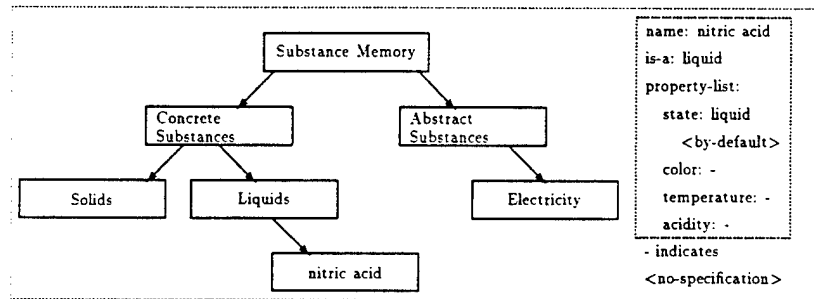 Substance Memory
Concrete
Substances
Abstract
Substances
Solids
Liquids
Electricity
nitric acid
name: nitric acid
is-a: liquid
property-list:
state: liquid
<by-default>
color: -
temperature: -
acidity: -
- indicates
<no-specification>